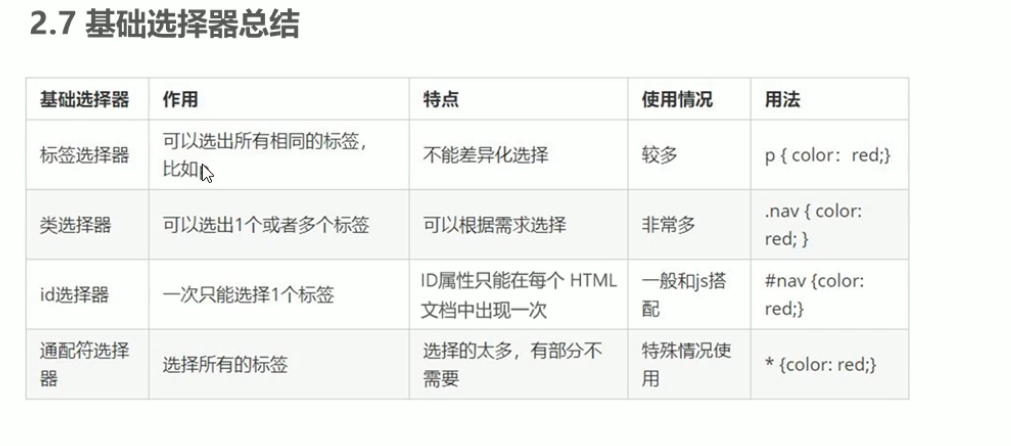 2.7 基础选择器总结
基础选择器 作用 特点 使用情况 用法
标签选择器 可以选出所有相同的标签，
比如 不能差异化选择 较多 p { color：red;}
类选择器 可以选出1个或者多个标签 可以根据需求选择 非常多 .nav { color:
red; }
id选择器 一次只能选择1个标签 ID属性只能在每个 HTML
文档中出现一次 一般和js搭
配 #nav {color:
red;}
通配符选择
器 选择所有的标签 选择的太多，有部分不
需要 特殊情况使
用 * {color: red;}